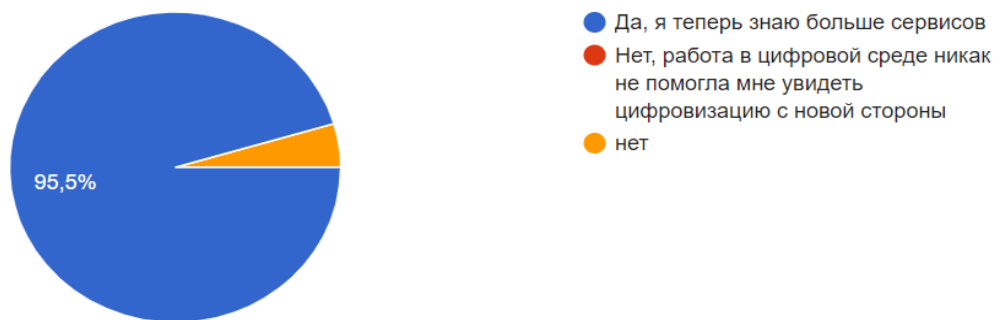 Да, я теперь знаю больше сервисов
Нет, работа в цифровой среде никак
не помогла мне увидеть
цифровизацию с новой стороны
нет
95,5%